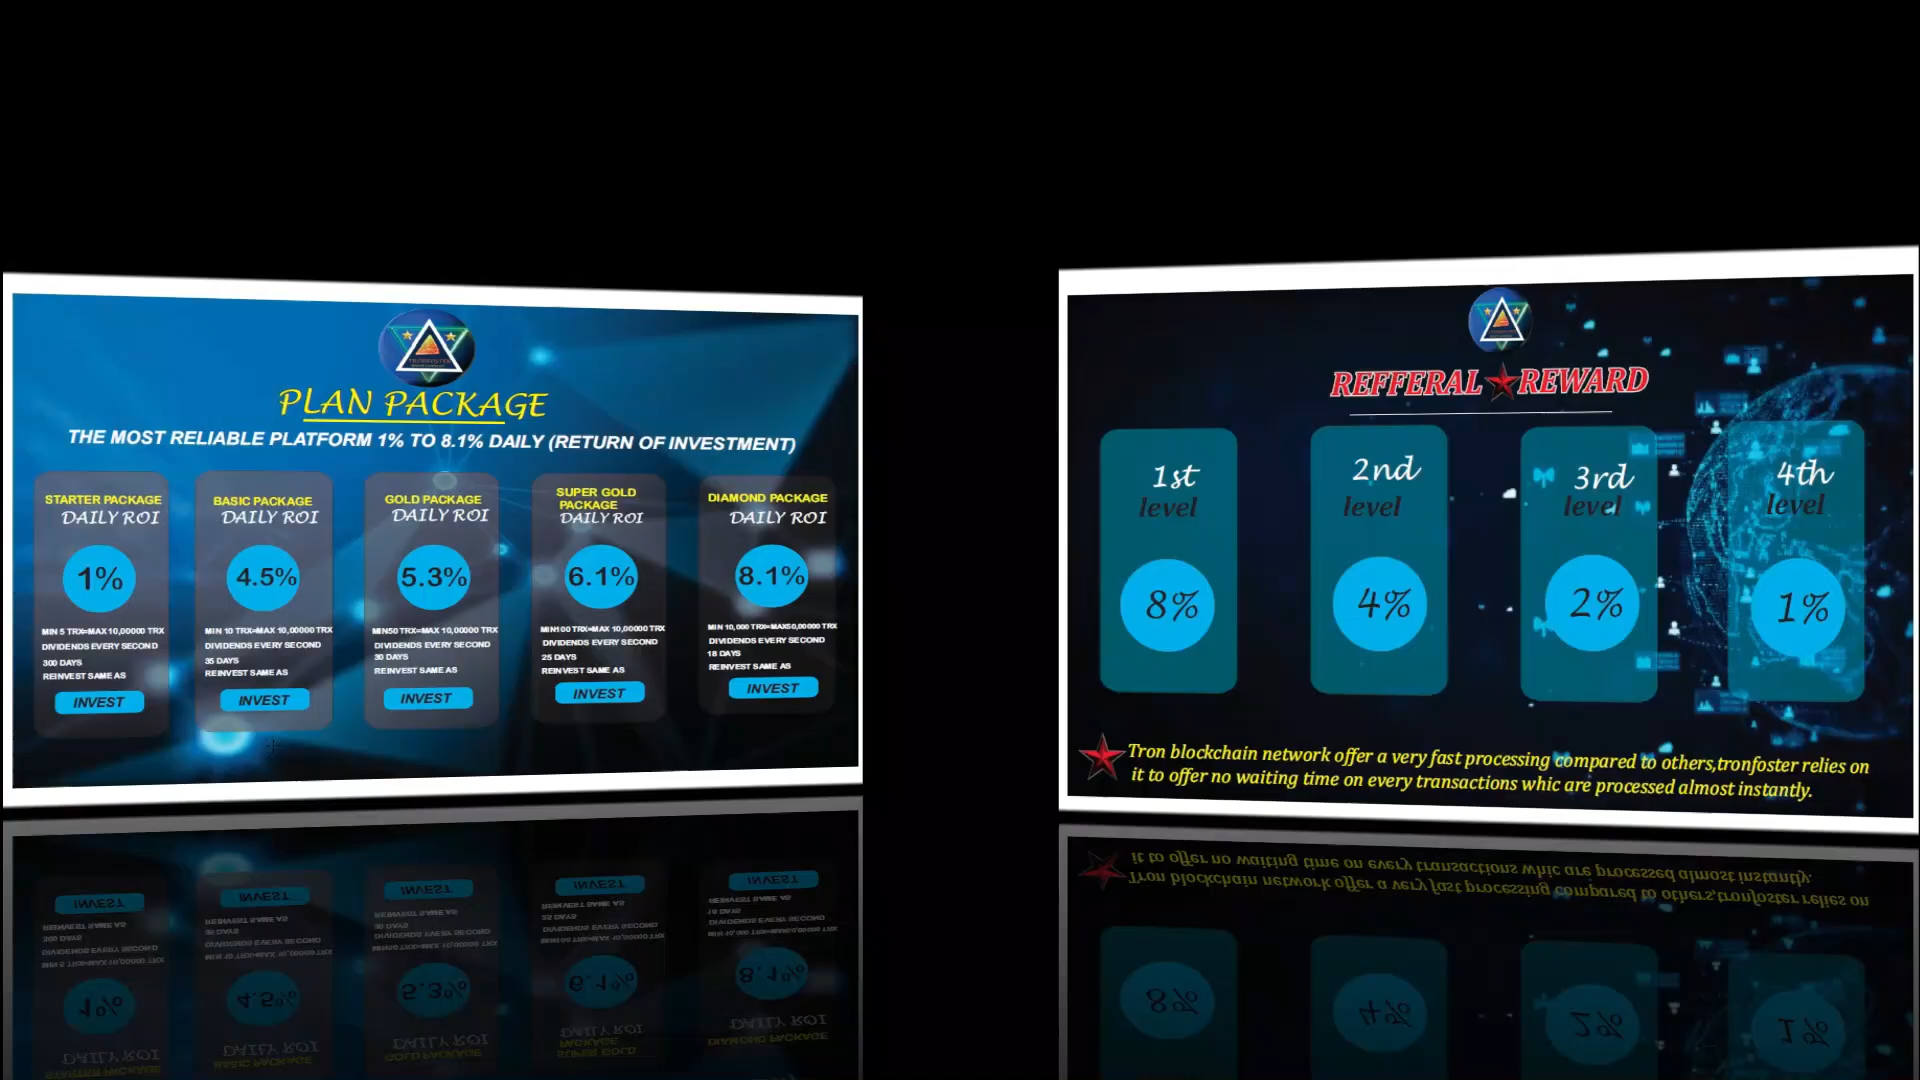 PLAN PACKAGE
THE MOST RELIABLE PLATFORM 1% TO 8.1% DAILY (RETURN OF INVESTMENT)
STARTER PACKAGE
DAILY ROI
1%
MIN 5 TRX=MAX 10,00000 TRX
DIVIDENDS EVERY SECOND
300 DAYS
REINVEST SAME AS
INVEST
BASIC PACKAGE
DAILY ROI
4.5%
MIN 10 TRX=MAX 10,00000 TRX
DIVIDENDS EVERY SECOND
35 DAYS
REINVEST SAME AS
INVEST
GOLD PACKAGE
DAILY ROI
5.3%
MIN50 TRX=MAX 10,00000 TRX
DIVIDENDS EVERY SECOND
30 DAYS
REINVEST SAME AS
INVEST
SUPER GOLD
PACKAGE
DAILY ROI
6.1%
MIN100 TRX=MAX 10,00000 TRX
DIVIDENDS EVERY SECOND
25 DAYS
REINVEST SAME AS
INVEST
DIAMOND PACKAGE
DAILY ROI
8.1%
MIN 10,000 TRX=MAX50,00000 TRX
DIVIDENDS EVERY SECOND
18 DAYS
REINVEST SAME AS
INVEST
REFFERAL REWARD
1st
level
8%
2nd
level
4%
3rd
level
2%
4th
level
1%
Tron blockchain network offer a very fast processing compared to others,tronfoster relies on
it to offer no waiting time on every transactions whic are processed almost instantly.